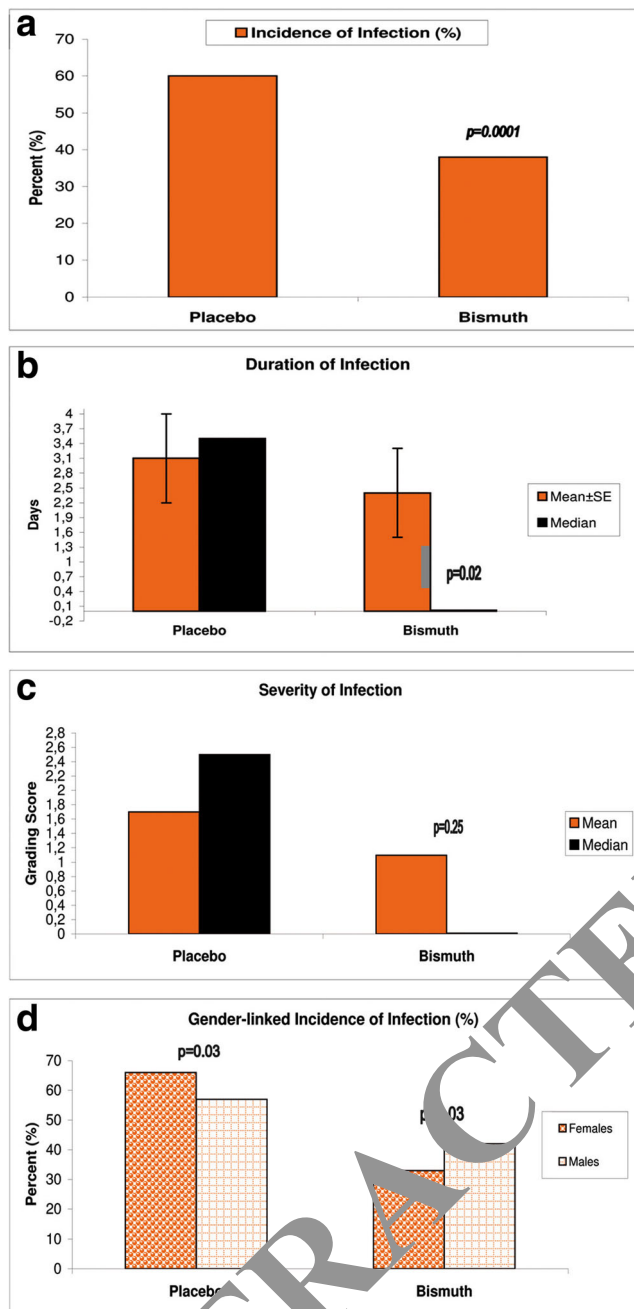 a
Incidence of Infection (%)
70
60
50
40
30
20
10
0
Percent (%)
p=0.0001
Placebo
Bismuth
b
Duration of Infection
4
3,7
3,4
3,1
2,8
2,5
2,2
1,9
1,6
1,3
1
0,7
0,4
0,1
-0,2
Days
Mean±SE
Median
p=0.02
Placebo
Bismuth
c
Severity of Infection
2,8
2,6
2,4
2,2
2
1,8
1,6
1,4
1,2
1
0,8
0,6
0,4
0,2
0
Grading Score
p=0.25
Mean
Median
Placebo
Bismuth
d
Gender-linked Incidence of Infection (%)
70
60
50
40
30
20
10
0
Percent (%)
p=0.03
Females
Males
Placebo
Bismuth